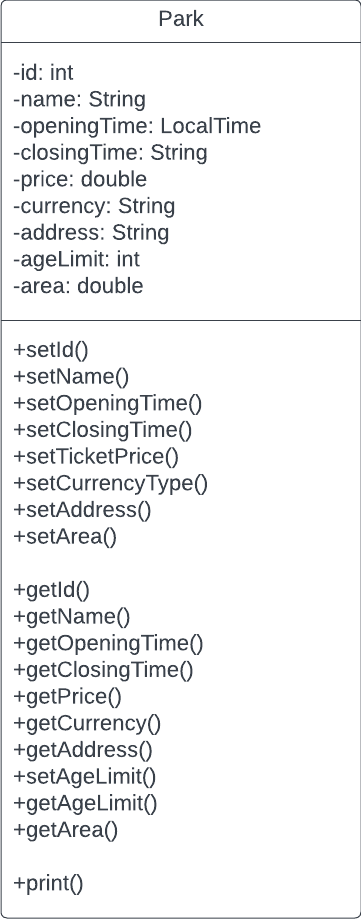 Park
-id: int
-name: String
-openingTime: LocalTime
-closingTime: String
-price: double
-currency: String
-address: String
-ageLimit: int
-area: double
+setId()
+setName()
+setOpeningTime()
+setClosingTime()
+setTicketPrice()
+setCurrencyType()
+setAddress()
+setArea()
+getId()
+getName()
+getOpeningTime()
+getClosingTime()
+getPrice()
+getCurrency()
+getAddress()
+setAgeLimit()
+getAgeLimit()
+getArea()
+print()